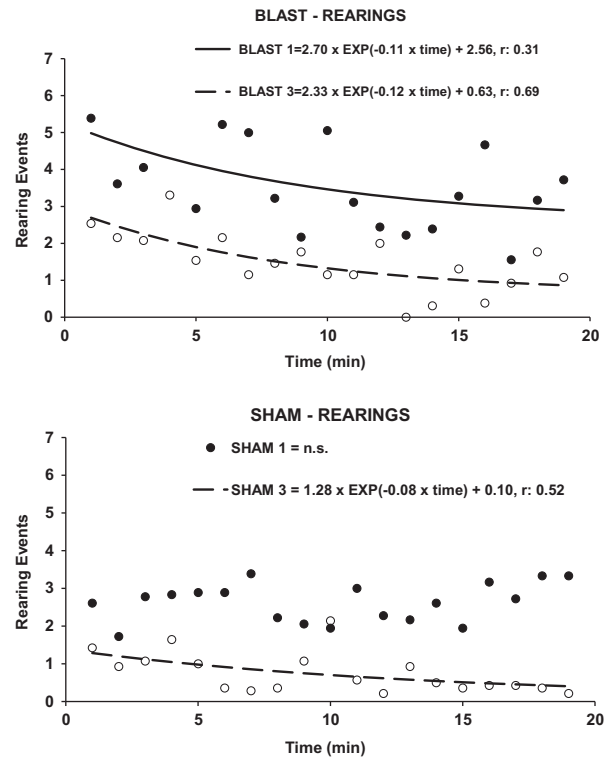 BLAST - REARINGS
BLAST 1=2.70 x EXP(-0.11 x time) + 2.56, r: 0.31
BLAST 3=2.33 x EXP(-0.12 x time) + 0.63, r: 0.69
Rearing Events
7
6
5
4
3
2
1
0
0 5 10 15 20
Time (min)
SHAM - REARINGS
SHAM 1 = n.s.
SHAM 3 = 1.28 x EXP(-0.08 x time) + 0.10, r: 0.52
Rearing Events
7
6
5
4
3
2
1
0
0 5 10 15 20
Time (min)